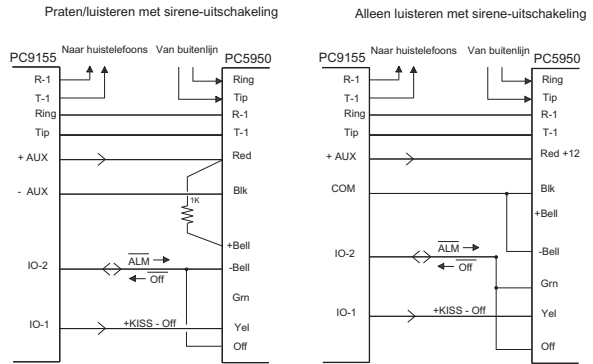 Praten/luisteren met sirene-uitschakeling
Naar huistelefoons Van buitenlijn
PC9155 PC5950
R-1 Ring
T-1 Tip
Ring R-1
Tip T-1
+ AUX Red
- AUX Blk
1K
+Bell
IO-2 ALM -Bell
Off
Grn
IO-1 +KISS - Off Yel
Off
Alleen luisteren met sirene-uitschakeling
Naar huistelefoons Van buitenlijn
PC9155 PC5950
R-1 Ring
T-1 Tip
Ring R-1
Tip T-1
+ AUX Red +12
COM Blk
+Bell
IO-2 ALM -Bell
Off
Grn
IO-1 +KISS - Off Yel
Off